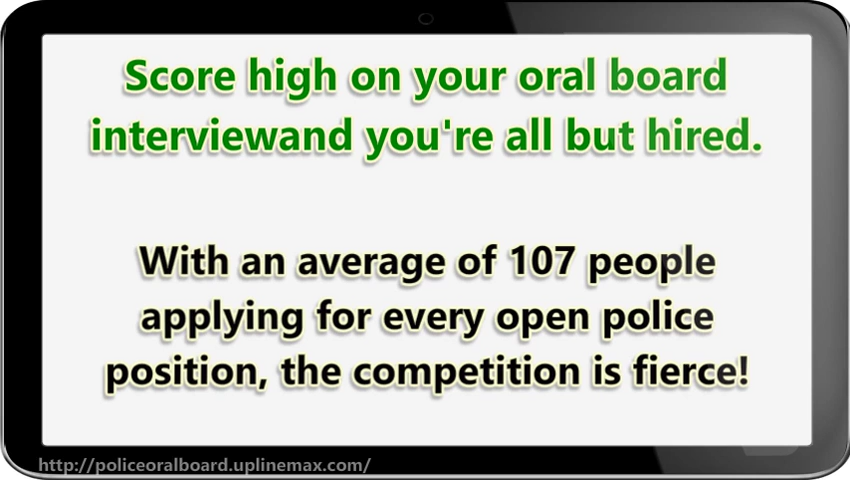 Score high on your oral board
interviewand you're all but hired.
With an average of 107 people
applying for every open police
position, the competition is fierce!
http://policeoralboard.uplinemax.com/